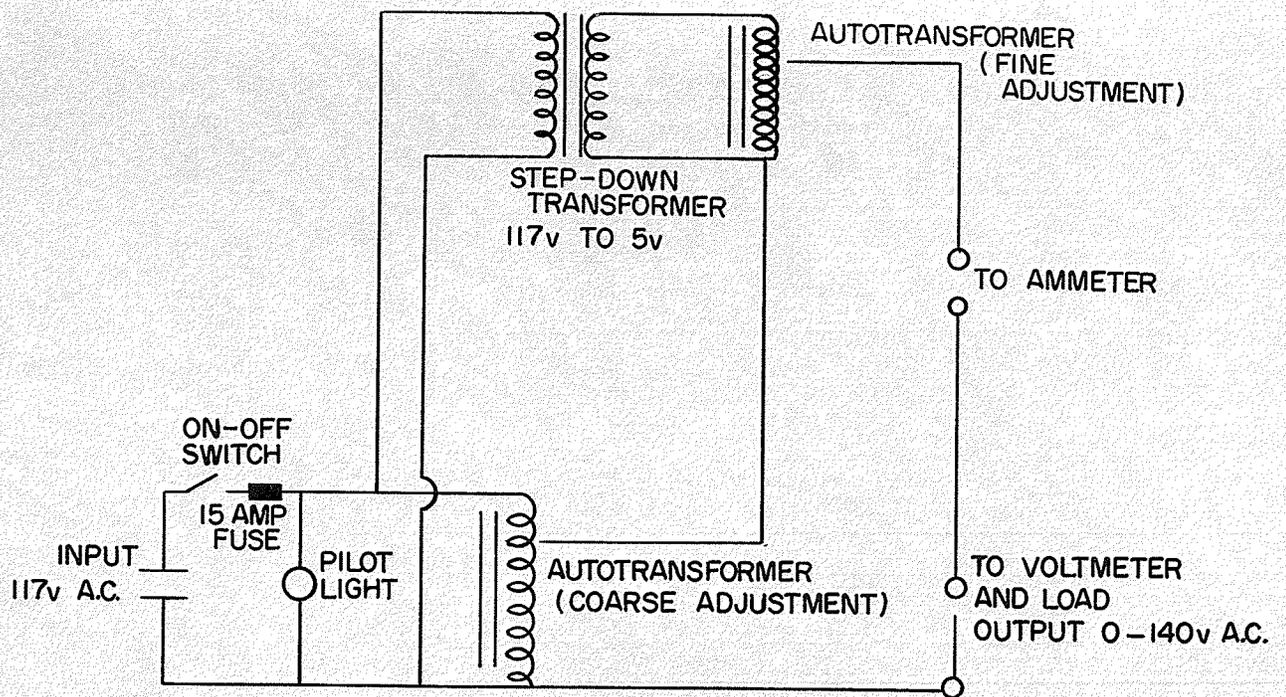 AUTOTRANSFORMER
(FINE
ADJUSTMENT)
STEP-DOWN
TRANSFORMER
117v TO 5v
TO AMMETER
ON-OFF
SWITCH
15 AMP
FUSE
INPUT
117v A.C.
PILOT
LIGHT
AUTOTRANSFORMER
(COARSE ADJUSTMENT)
TO VOLTMETER
AND LOAD
OUTPUT 0-140v A.C.